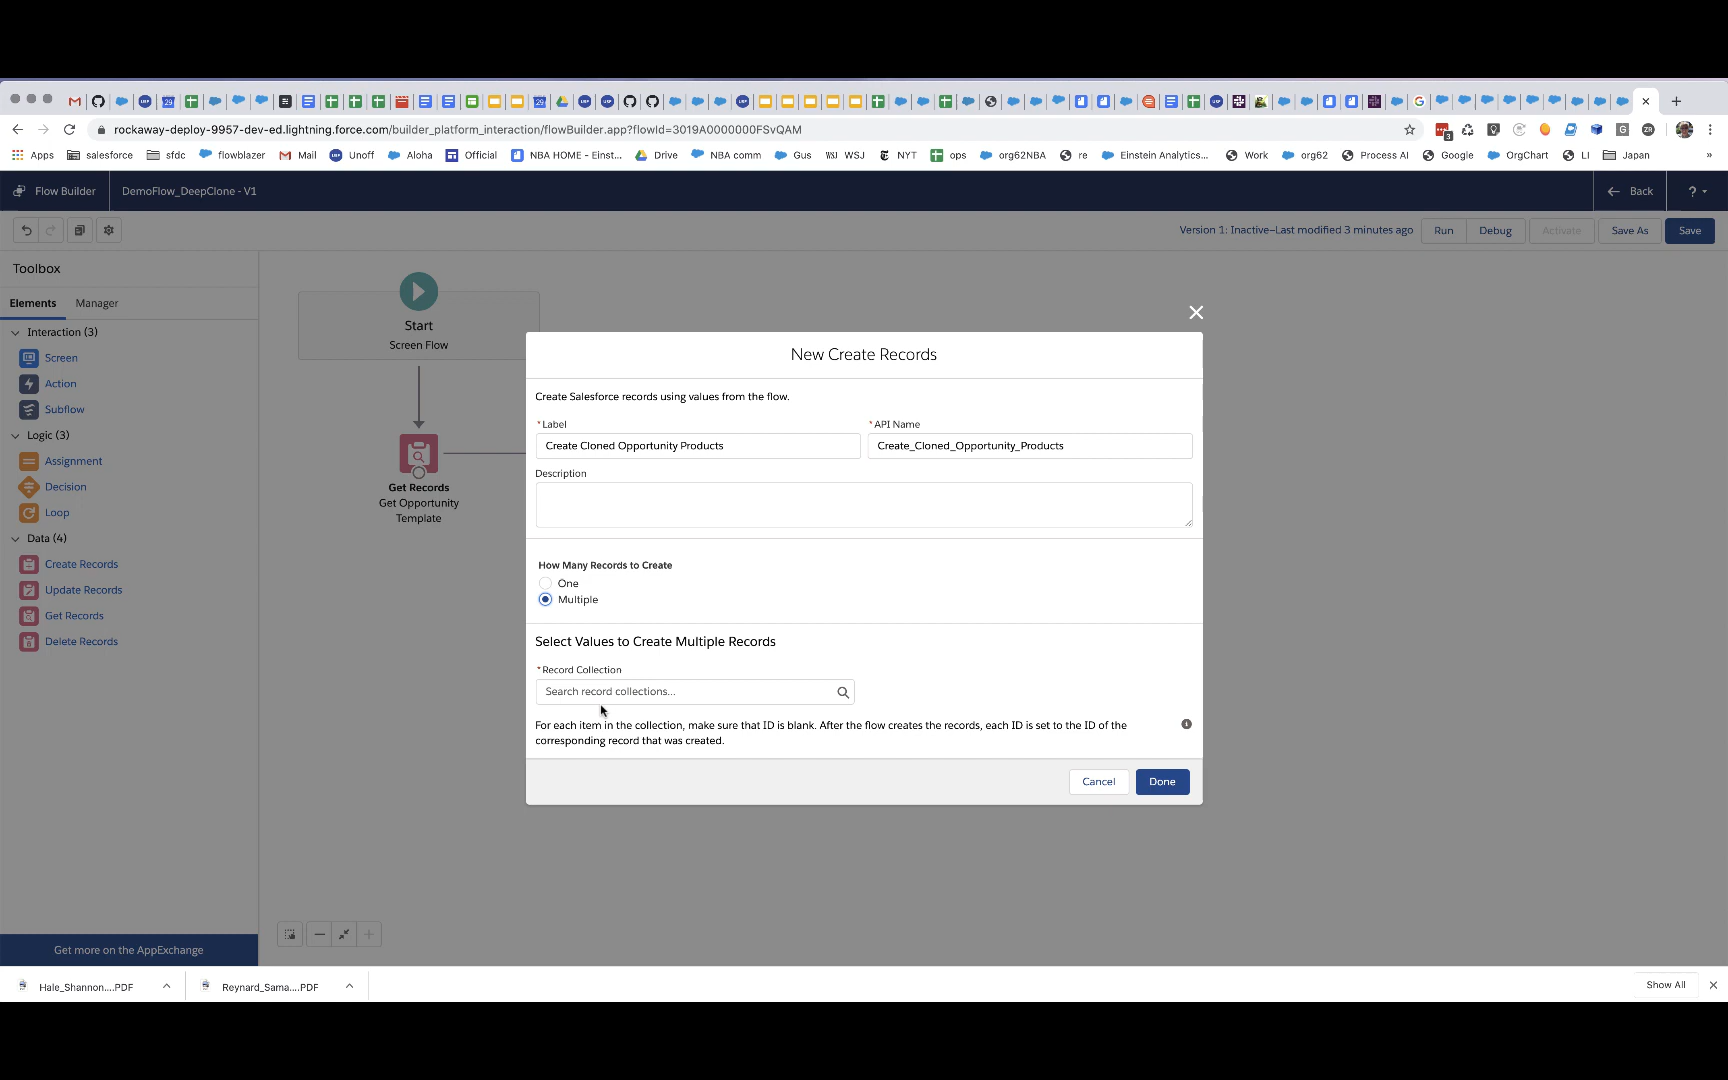 rockaway-deploy-9957-dev-ed.lightning.force.com/builder_platform_interaction/flowBuilder.app?flowId=3019A0000000FSvQAM
Apps salesforce sfdc flowblazer Mail Unoff Aloha Official NBA HOME - Einst... Drive NBA comm Gus WSJ WSJ NYT ops org62NBA re Einstein Analytics... Work org62 Process AI Google OrgChart LI Japan »
Flow Builder DemoFlow_DeepClone - V1 Back ?
Version 1: Inactive–Last modified 3 minutes ago Run Debug Activate Save As Save
Toolbox
Elements Manager
Interaction (3)
Screen
Action
Subflow
Logic (3)
Assignment
Decision
Loop
Data (4)
Create Records
Update Records
Get Records
Delete Records
Get more on the AppExchange
Start
Screen Flow
Get Records
Get Opportunity
Template
New Create Records
Create Salesforce records using values from the flow.
*Label *API Name
Create Cloned Opportunity Products Create_Cloned_Opportunity_Products
Description
How Many Records to Create
One
Multiple
Select Values to Create Multiple Records
*Record Collection
Search record collections...
For each item in the collection, make sure that ID is blank. After the flow creates the records, each ID is set to the ID of the
corresponding record that was created.
Cancel Done
Hale_Shannon....PDF Reynard_Sama....PDF Show All